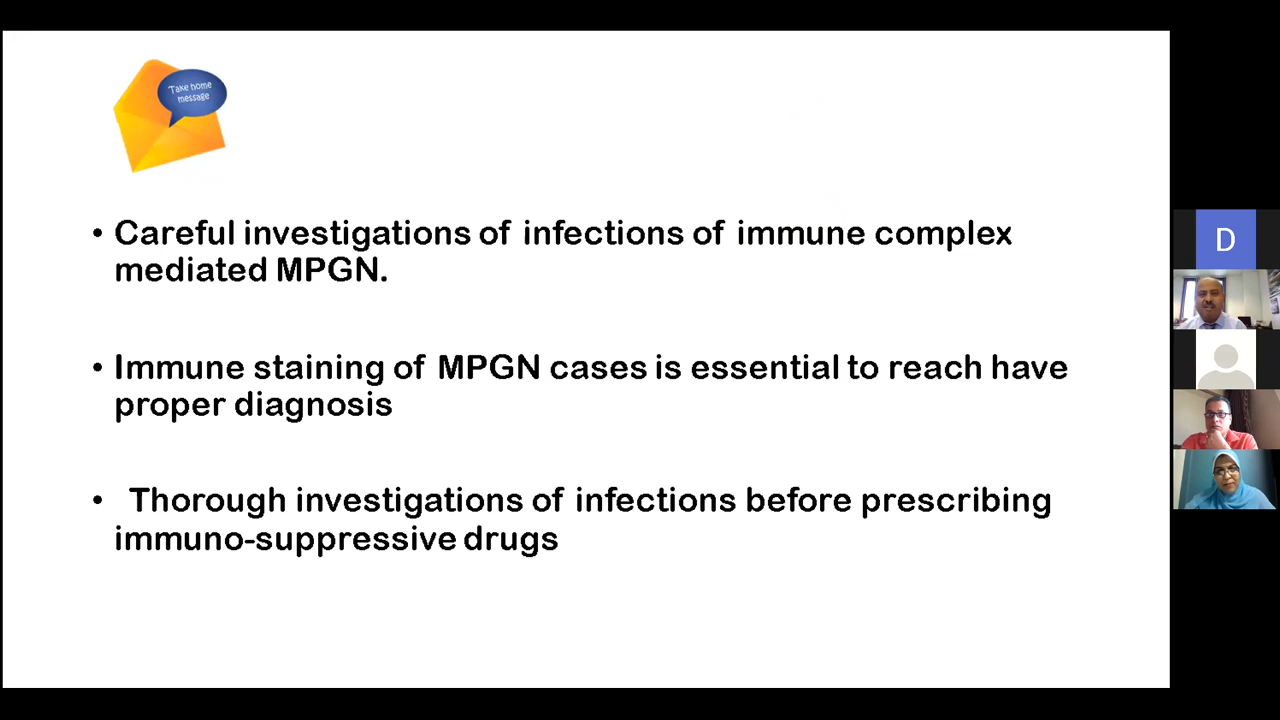 Take home
message
• Careful investigations of infections of immune complex
mediated MPGN.
• Immune staining of MPGN cases is essential to reach have
proper diagnosis
• Thorough investigations of infections before prescribing
immuno-suppressive drugs
D